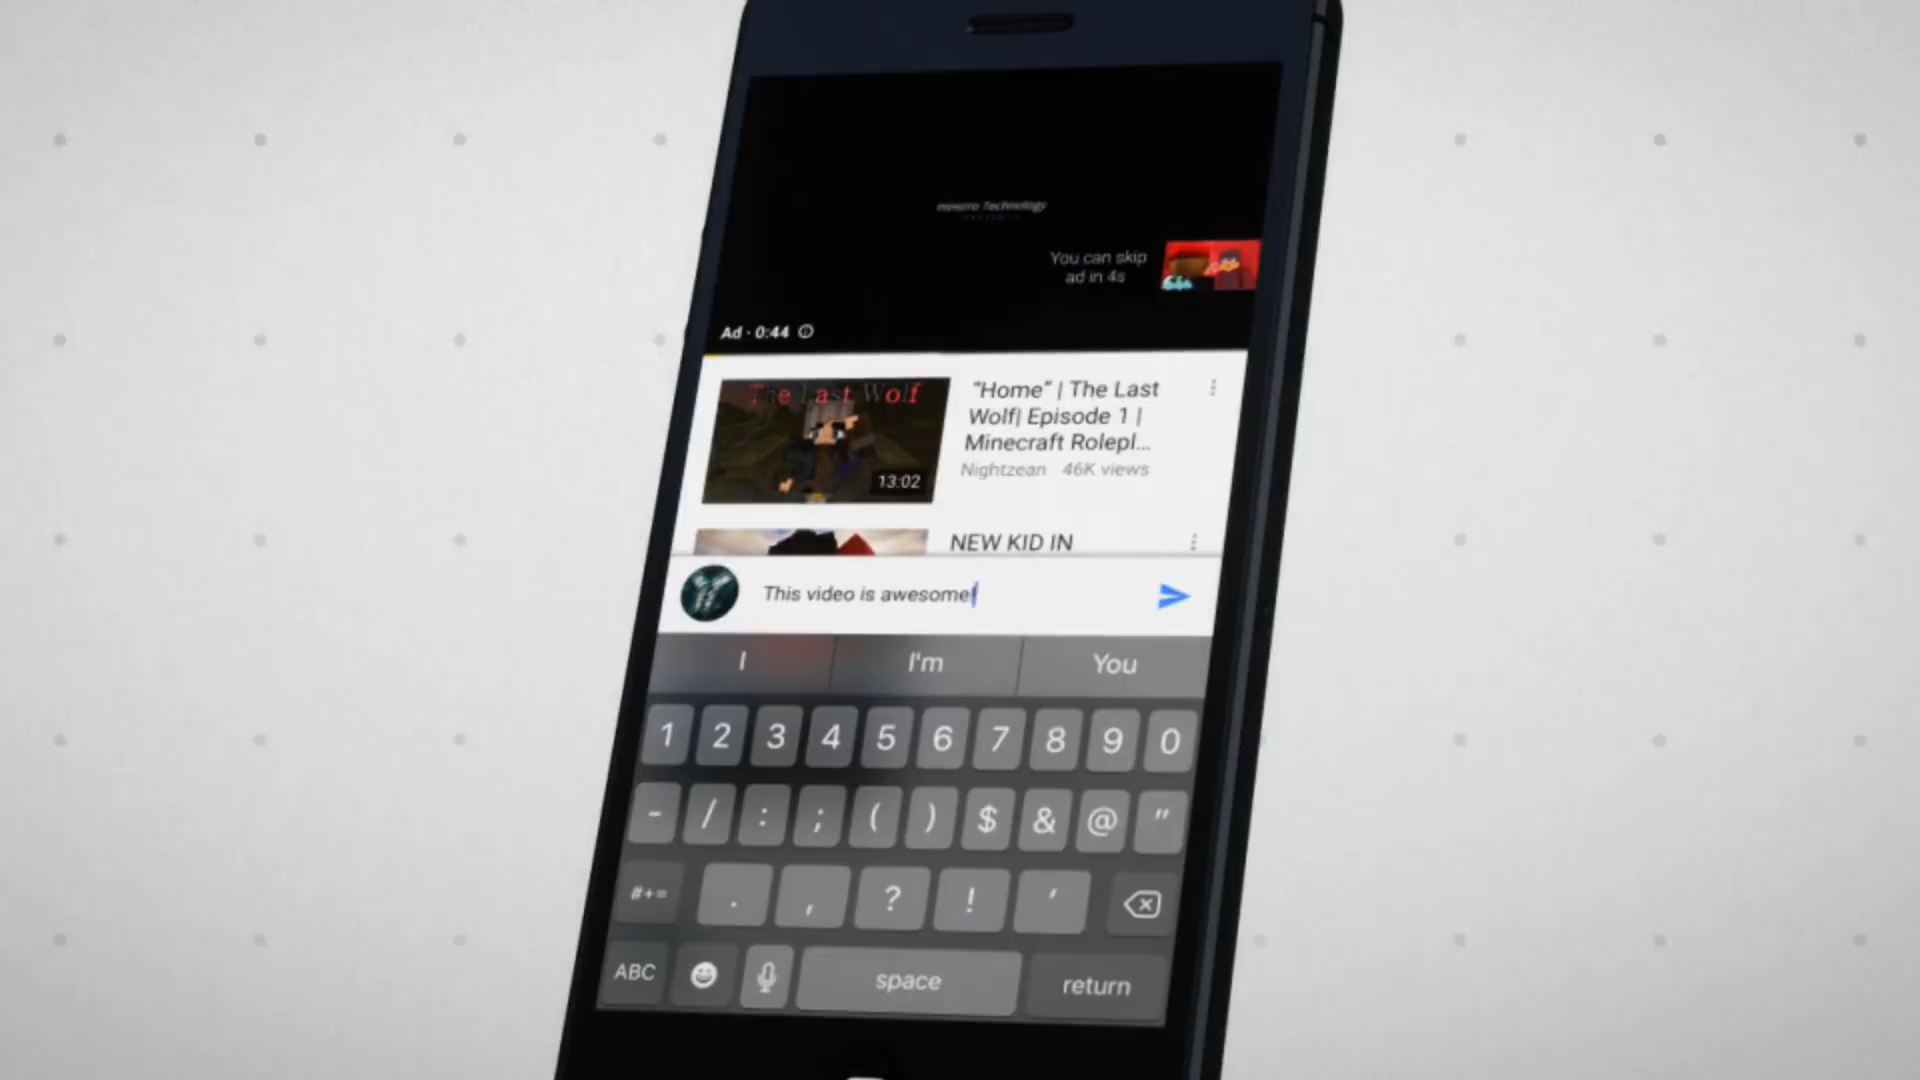 Technology
You can skip
ad in 4s
Ad · 0:44
The Last Wolf
13:02
"Home" | The Last
Wolf| Episode 1 |
Minecraft Rolepl...
Nightzean · 46K views
NEW KID IN
This video is awesome!
I I'm You
1 2 3 4 5 6 7 8 9 0
- / : ; ( ) $ & @ "
#+= . , ? ! '
ABC space return